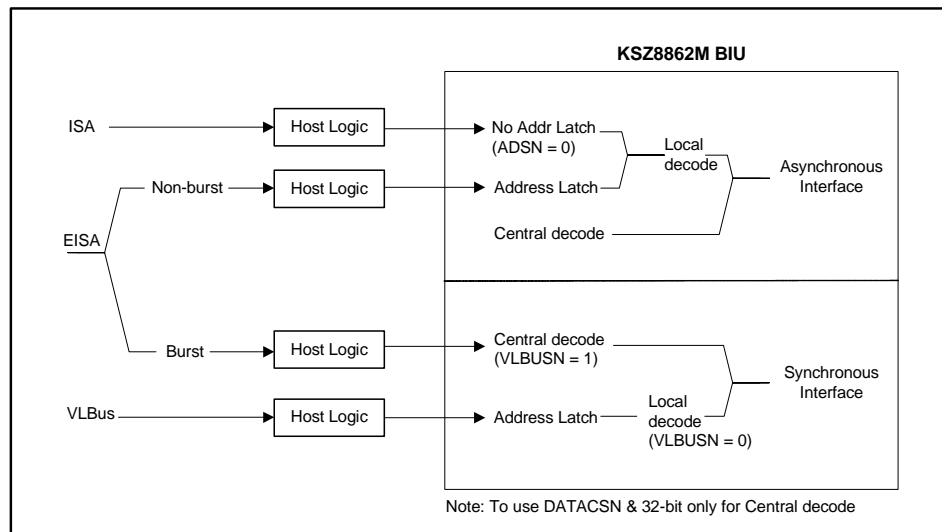 KSZ8862M BIU
ISA
Host Logic
No Addr Latch
(ADSN = 0)
Local
decode
Asynchronous
Interface
Non-burst
Host Logic
Address Latch
EISA
Central decode
Burst
Host Logic
Central decode
(VLBUSN = 1)
Synchronous
Interface
VLBus
Host Logic
Address Latch
Local
decode
(VLBUSN = 0)
Note: To use DATACSN & 32-bit only for Central decode